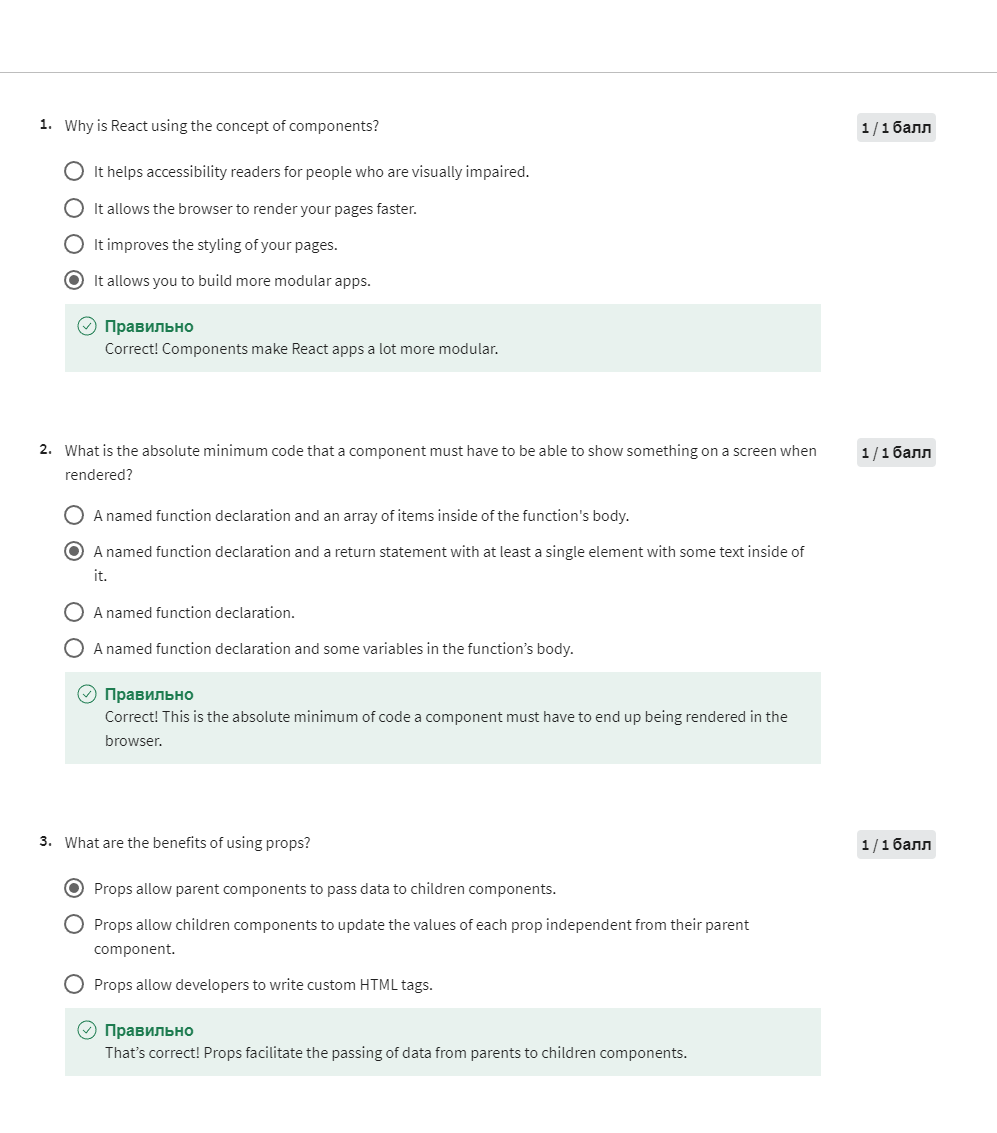 1. Why is React using the concept of components?
1 / 1 балл
It helps accessibility readers for people who are visually impaired.
It allows the browser to render your pages faster.
It improves the styling of your pages.
It allows you to build more modular apps.
Правильно
Correct! Components make React apps a lot more modular.
2. What is the absolute minimum code that a component must have to be able to show something on a screen when
rendered?
1 / 1 балл
A named function declaration and an array of items inside of the function's body.
A named function declaration and a return statement with at least a single element with some text inside of
it.
A named function declaration.
A named function declaration and some variables in the function’s body.
Правильно
Correct! This is the absolute minimum of code a component must have to end up being rendered in the
browser.
3. What are the benefits of using props?
1 / 1 балл
Props allow parent components to pass data to children components.
Props allow children components to update the values of each prop independent from their parent
component.
Props allow developers to write custom HTML tags.
Правильно
That’s correct! Props facilitate the passing of data from parents to children components.